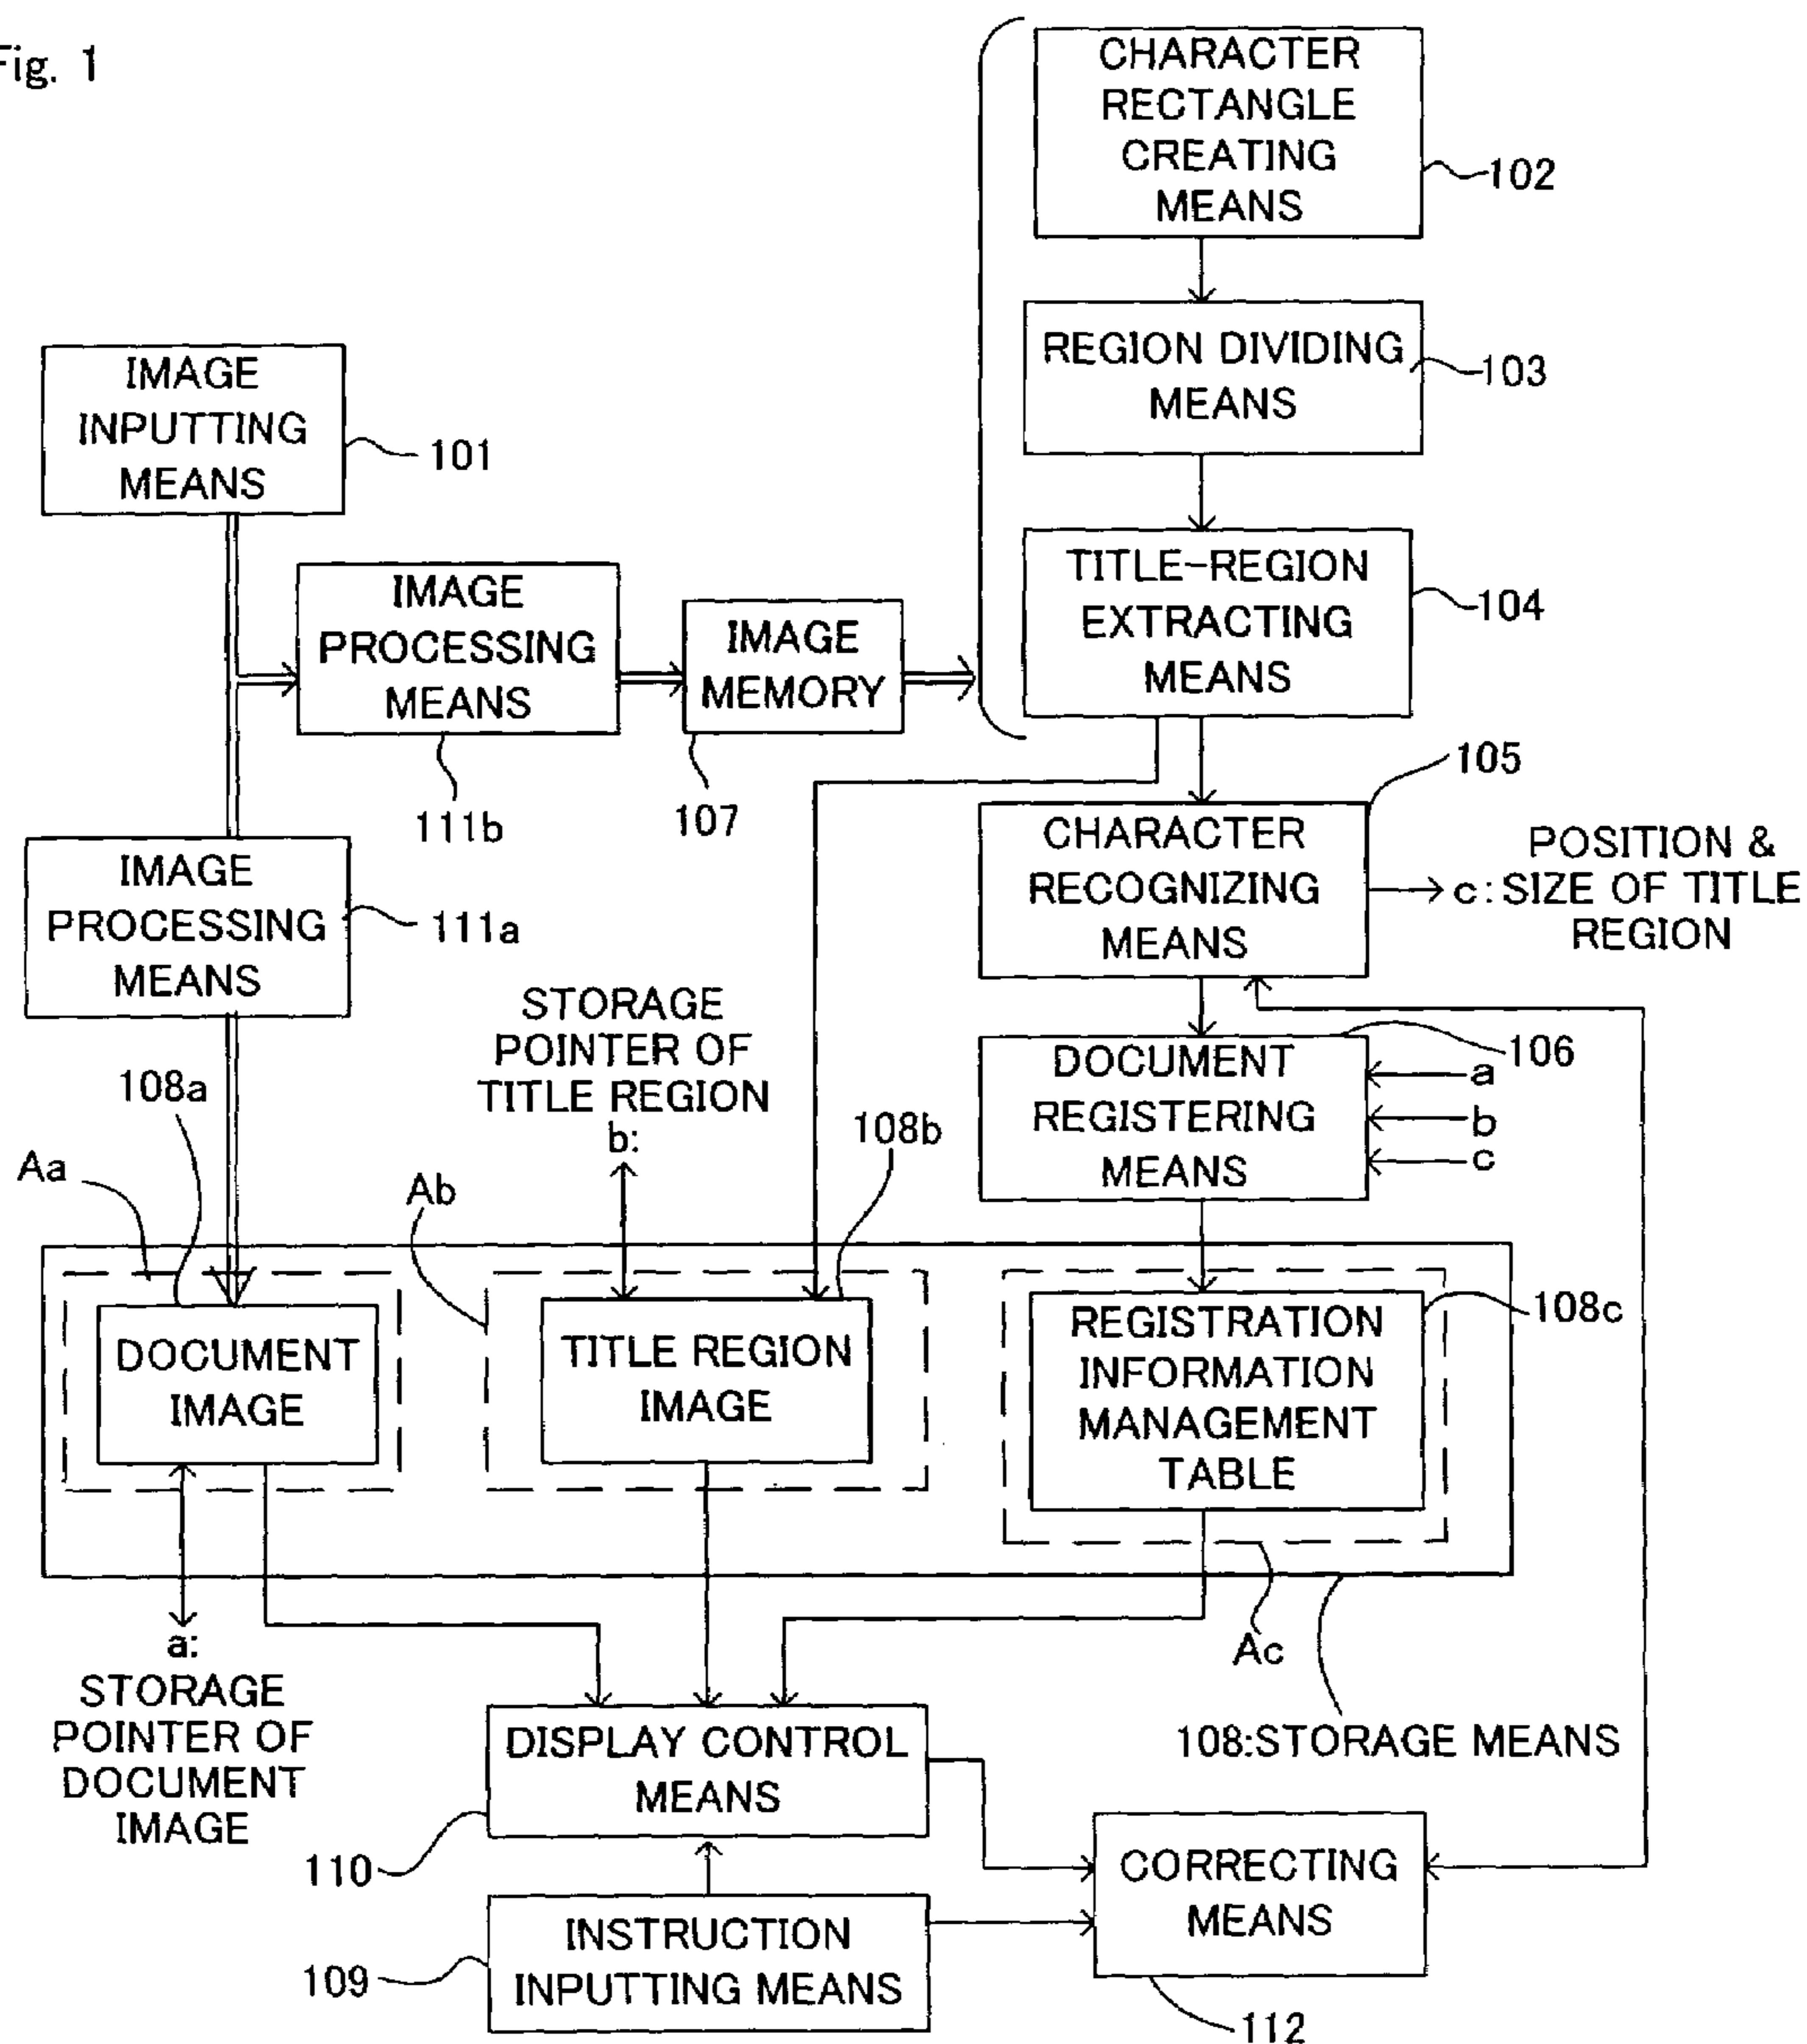 Fig. 1
CHARACTER
RECTANGLE
CREATING
MEANS
102
REGION DIVIDING
MEANS
103
IMAGE
INPUTTING
MEANS
101
TITLE-REGION
EXTRACTING
MEANS
104
IMAGE
PROCESSING
MEANS
111b
IMAGE
MEMORY
107
105
CHARACTER
RECOGNIZING
MEANS
POSITION &
c: SIZE OF TITLE
REGION
IMAGE
PROCESSING
MEANS
111a
STORAGE
POINTER OF
TITLE REGION
b:
106
DOCUMENT
REGISTERING
MEANS
a
b
c
108a
Aa
Ab
108b
DOCUMENT
IMAGE
TITLE REGION
IMAGE
REGISTRATION
INFORMATION
MANAGEMENT
TABLE
108c
a:
STORAGE
POINTER OF
DOCUMENT
IMAGE
Ac
108:STORAGE MEANS
DISPLAY CONTROL
MEANS
110
CORRECTING
MEANS
112
INSTRUCTION
INPUTTING MEANS
109